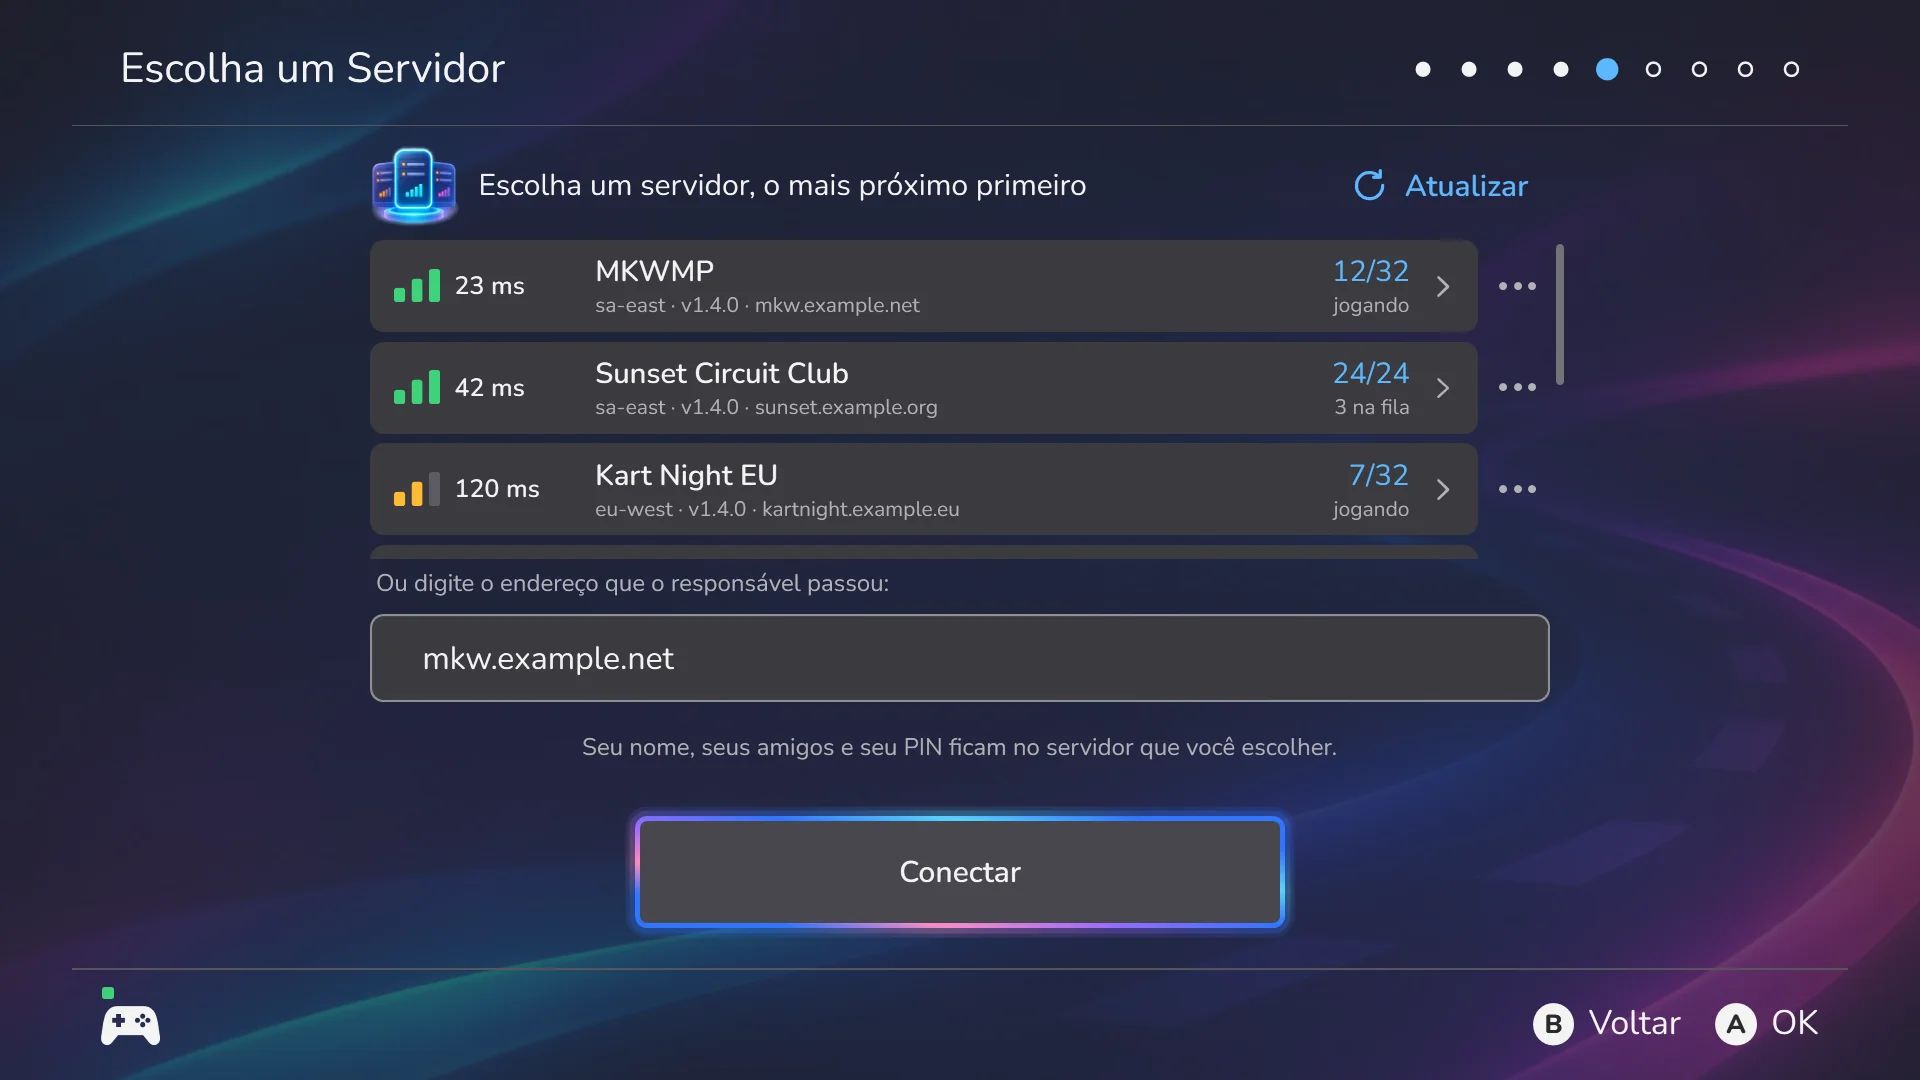 Escolha um Servidor
Escolha um servidor, o mais próximo primeiro
Atualizar
23 ms
MKWMP
sa-east · v1.4.0 · mkw.example.net
12/32
jogando
42 ms
Sunset Circuit Club
sa-east · v1.4.0 · sunset.example.org
24/24
3 na fila
120 ms
Kart Night EU
eu-west · v1.4.0 · kartnight.example.eu
7/32
jogando
Ou digite o endereço que o responsável passou:
mkw.example.net
Seu nome, seus amigos e seu PIN ficam no servidor que você escolher.
Conectar
B Voltar
A OK